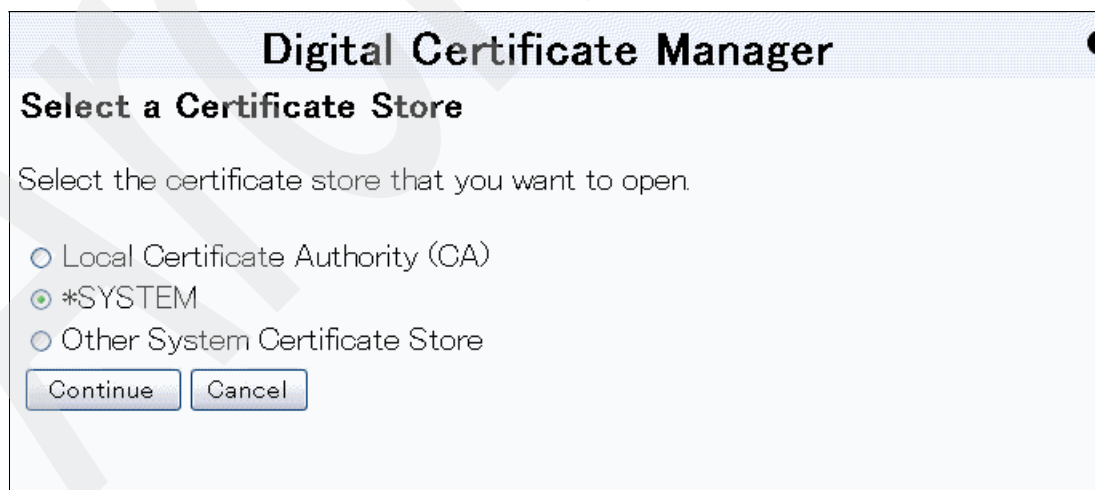 Digital Certificate Manager
Select a Certificate Store
Select the certificate store that you want to open.
Local Certificate Authority (CA)
*SYSTEM
Other System Certificate Store
Continue Cancel